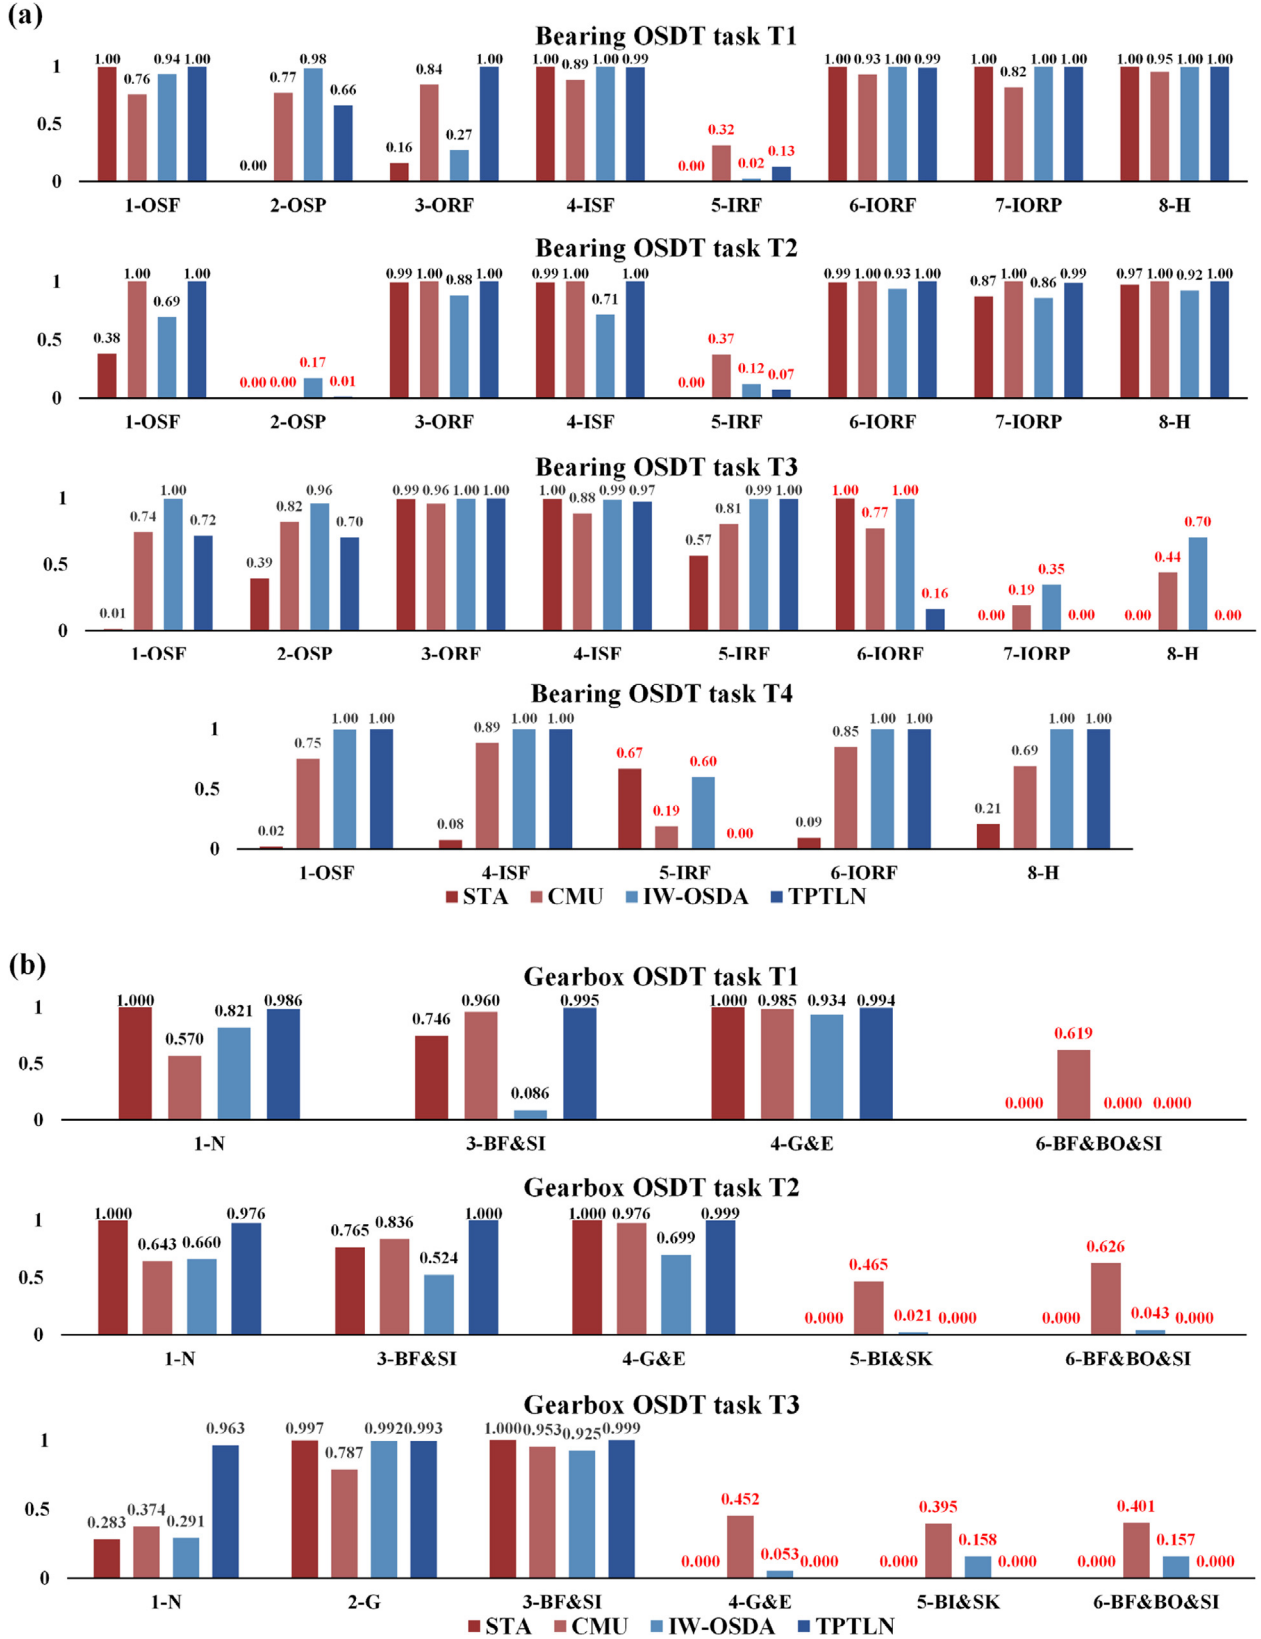 (a)
Bearing OSDT task T1
1.00 0.76 0.94 1.00 0.00 0.77 0.98 0.66 0.16 0.84 0.27 1.00 1.00 0.89 1.00 0.99 0.00 0.32 0.02 0.13 1.00 0.93 1.00 0.99 1.00 0.82 1.00 1.00 1.00 0.95 1.00 1.00
1
0.5
0
1-OSF 2-OSP 3-ORF 4-ISF 5-IRF 6-IORF 7-IORP 8-H
Bearing OSDT task T2
0.38 1.00 0.69 1.00 0.00 0.00 0.17 0.01 0.99 1.00 0.88 1.00 0.99 1.00 0.71 1.00 0.00 0.37 0.12 0.07 0.99 1.00 0.93 1.00 0.87 1.00 0.86 0.99 0.97 1.00 0.92 1.00
1
0.5
0
1-OSF 2-OSP 3-ORF 4-ISF 5-IRF 6-IORF 7-IORP 8-H
Bearing OSDT task T3
0.01 0.74 1.00 0.72 0.39 0.82 0.96 0.70 0.99 0.96 1.00 1.00 1.00 0.88 0.99 0.97 0.57 0.81 0.99 1.00 1.00 0.77 1.00 0.16 0.00 0.19 0.35 0.00 0.00 0.44 0.70 0.00
1
0.5
0
1-OSF 2-OSP 3-ORF 4-ISF 5-IRF 6-IORF 7-IORP 8-H
Bearing OSDT task T4
0.02 0.75 1.00 1.00 0.08 0.89 1.00 1.00 0.67 0.19 0.60 0.00 0.09 0.85 1.00 1.00 0.21 0.69 1.00 1.00
1
0.5
0
1-OSF 4-ISF 5-IRF 6-IORF 8-H
STA CMU IW-OSDA TPTLN
(b)
Gearbox OSDT task T1
1.000 0.570 0.821 0.986 0.746 0.960 0.086 0.995 1.000 0.985 0.934 0.994 0.000 0.619 0.000 0.000
1
0.5
0
1-N 3-BF&SI 4-G&E 6-BF&BO&SI
Gearbox OSDT task T2
1.000 0.643 0.660 0.976 0.765 0.836 0.524 1.000 1.000 0.976 0.699 0.999 0.000 0.465 0.021 0.000 0.000 0.626 0.043 0.000
1
0.5
0
1-N 3-BF&SI 4-G&E 5-BI&SK 6-BF&BO&SI
Gearbox OSDT task T3
0.283 0.374 0.291 0.963 0.997 0.787 0.992 0.993 1.000 0.953 0.925 0.999 0.000 0.452 0.053 0.000 0.000 0.395 0.158 0.000 0.000 0.401 0.157 0.000
1
0.5
0
1-N 2-G 3-BF&SI 4-G&E 5-BI&SK 6-BF&BO&SI
STA CMU IW-OSDA TPTLN